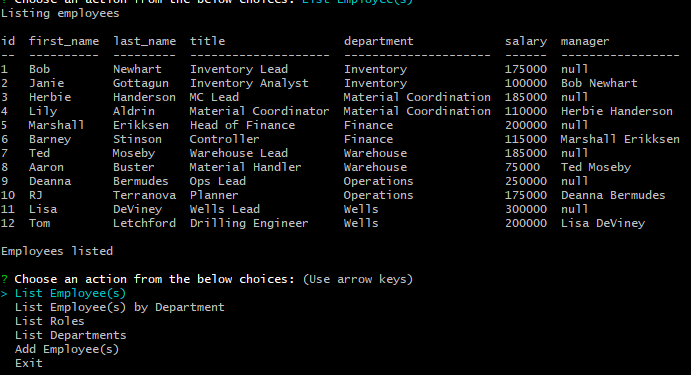 ? Choose an action from the below choices: List Employee(s)
Listing employees
id  first_name  last_name  title                 department             salary  manager
--  ----------  ---------  --------------------  ---------------------  ------  -----------------
1   Bob         Newhart    Inventory Lead        Inventory              175000  null
2   Janie       Gottagun   Inventory Analyst     Inventory              100000  Bob Newhart
3   Herbie      Handerson  MC Lead               Material Coordination  185000  null
4   Lily        Aldrin     Material Coordinator  Material Coordination  110000  Herbie Handerson
5   Marshall    Erikksen   Head of Finance       Finance                200000  null
6   Barney      Stinson    Controller            Finance                115000  Marshall Erikksen
7   Ted         Moseby     Warehouse Lead        Warehouse              185000  null
8   Aaron       Buster     Material Handler      Warehouse              75000   Ted Moseby
9   Deanna      Bermudes   Ops Lead              Operations             250000  null
10  RJ          Terranova  Planner               Operations             175000  Deanna Bermudes
11  Lisa        DeViney    Wells Lead            Wells                  300000  null
12  Tom         Letchford  Drilling Engineer     Wells                  200000  Lisa DeViney
Employees listed
? Choose an action from the below choices: (Use arrow keys)
> List Employee(s)
  List Employee(s) by Department
  List Roles
  List Departments
  Add Employee(s)
  Exit